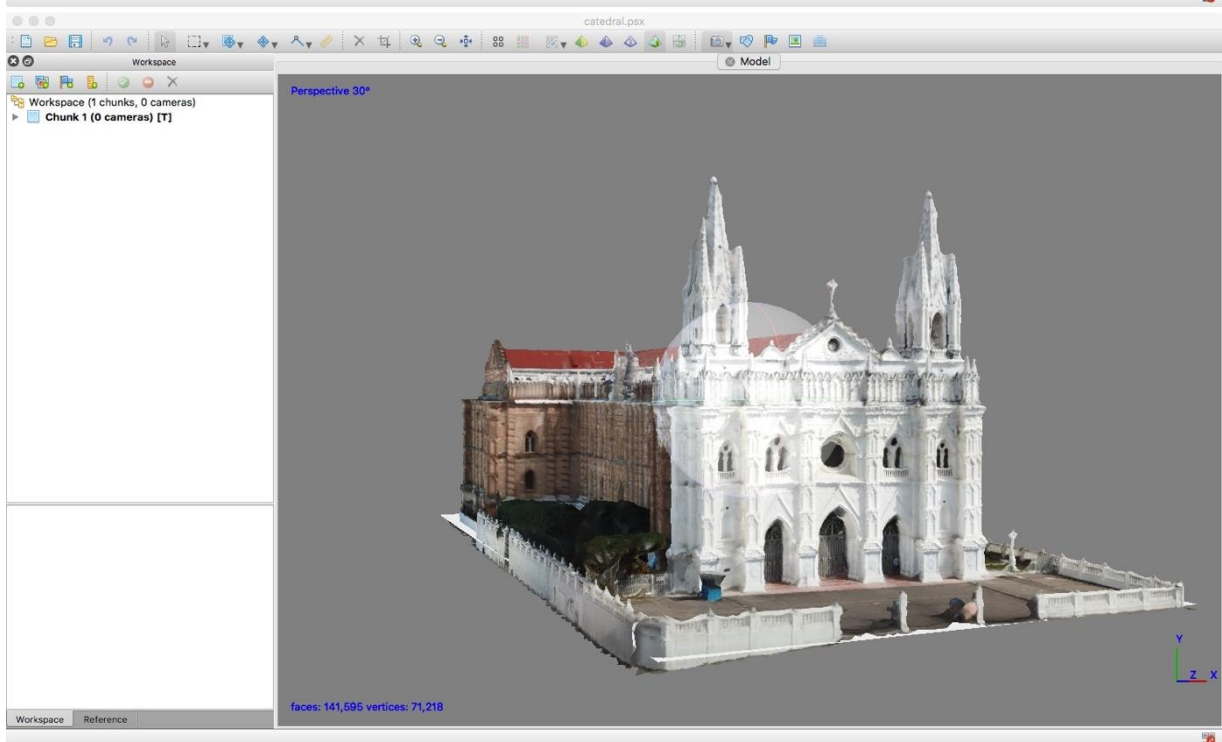 catedral.psx
Workspace
Model
Workspace (1 chunks, 0 cameras)
Chunk 1 (0 cameras) [T]
Perspective 30°
Y
Z X
faces: 141,595 vertices: 71,218
Workspace Reference